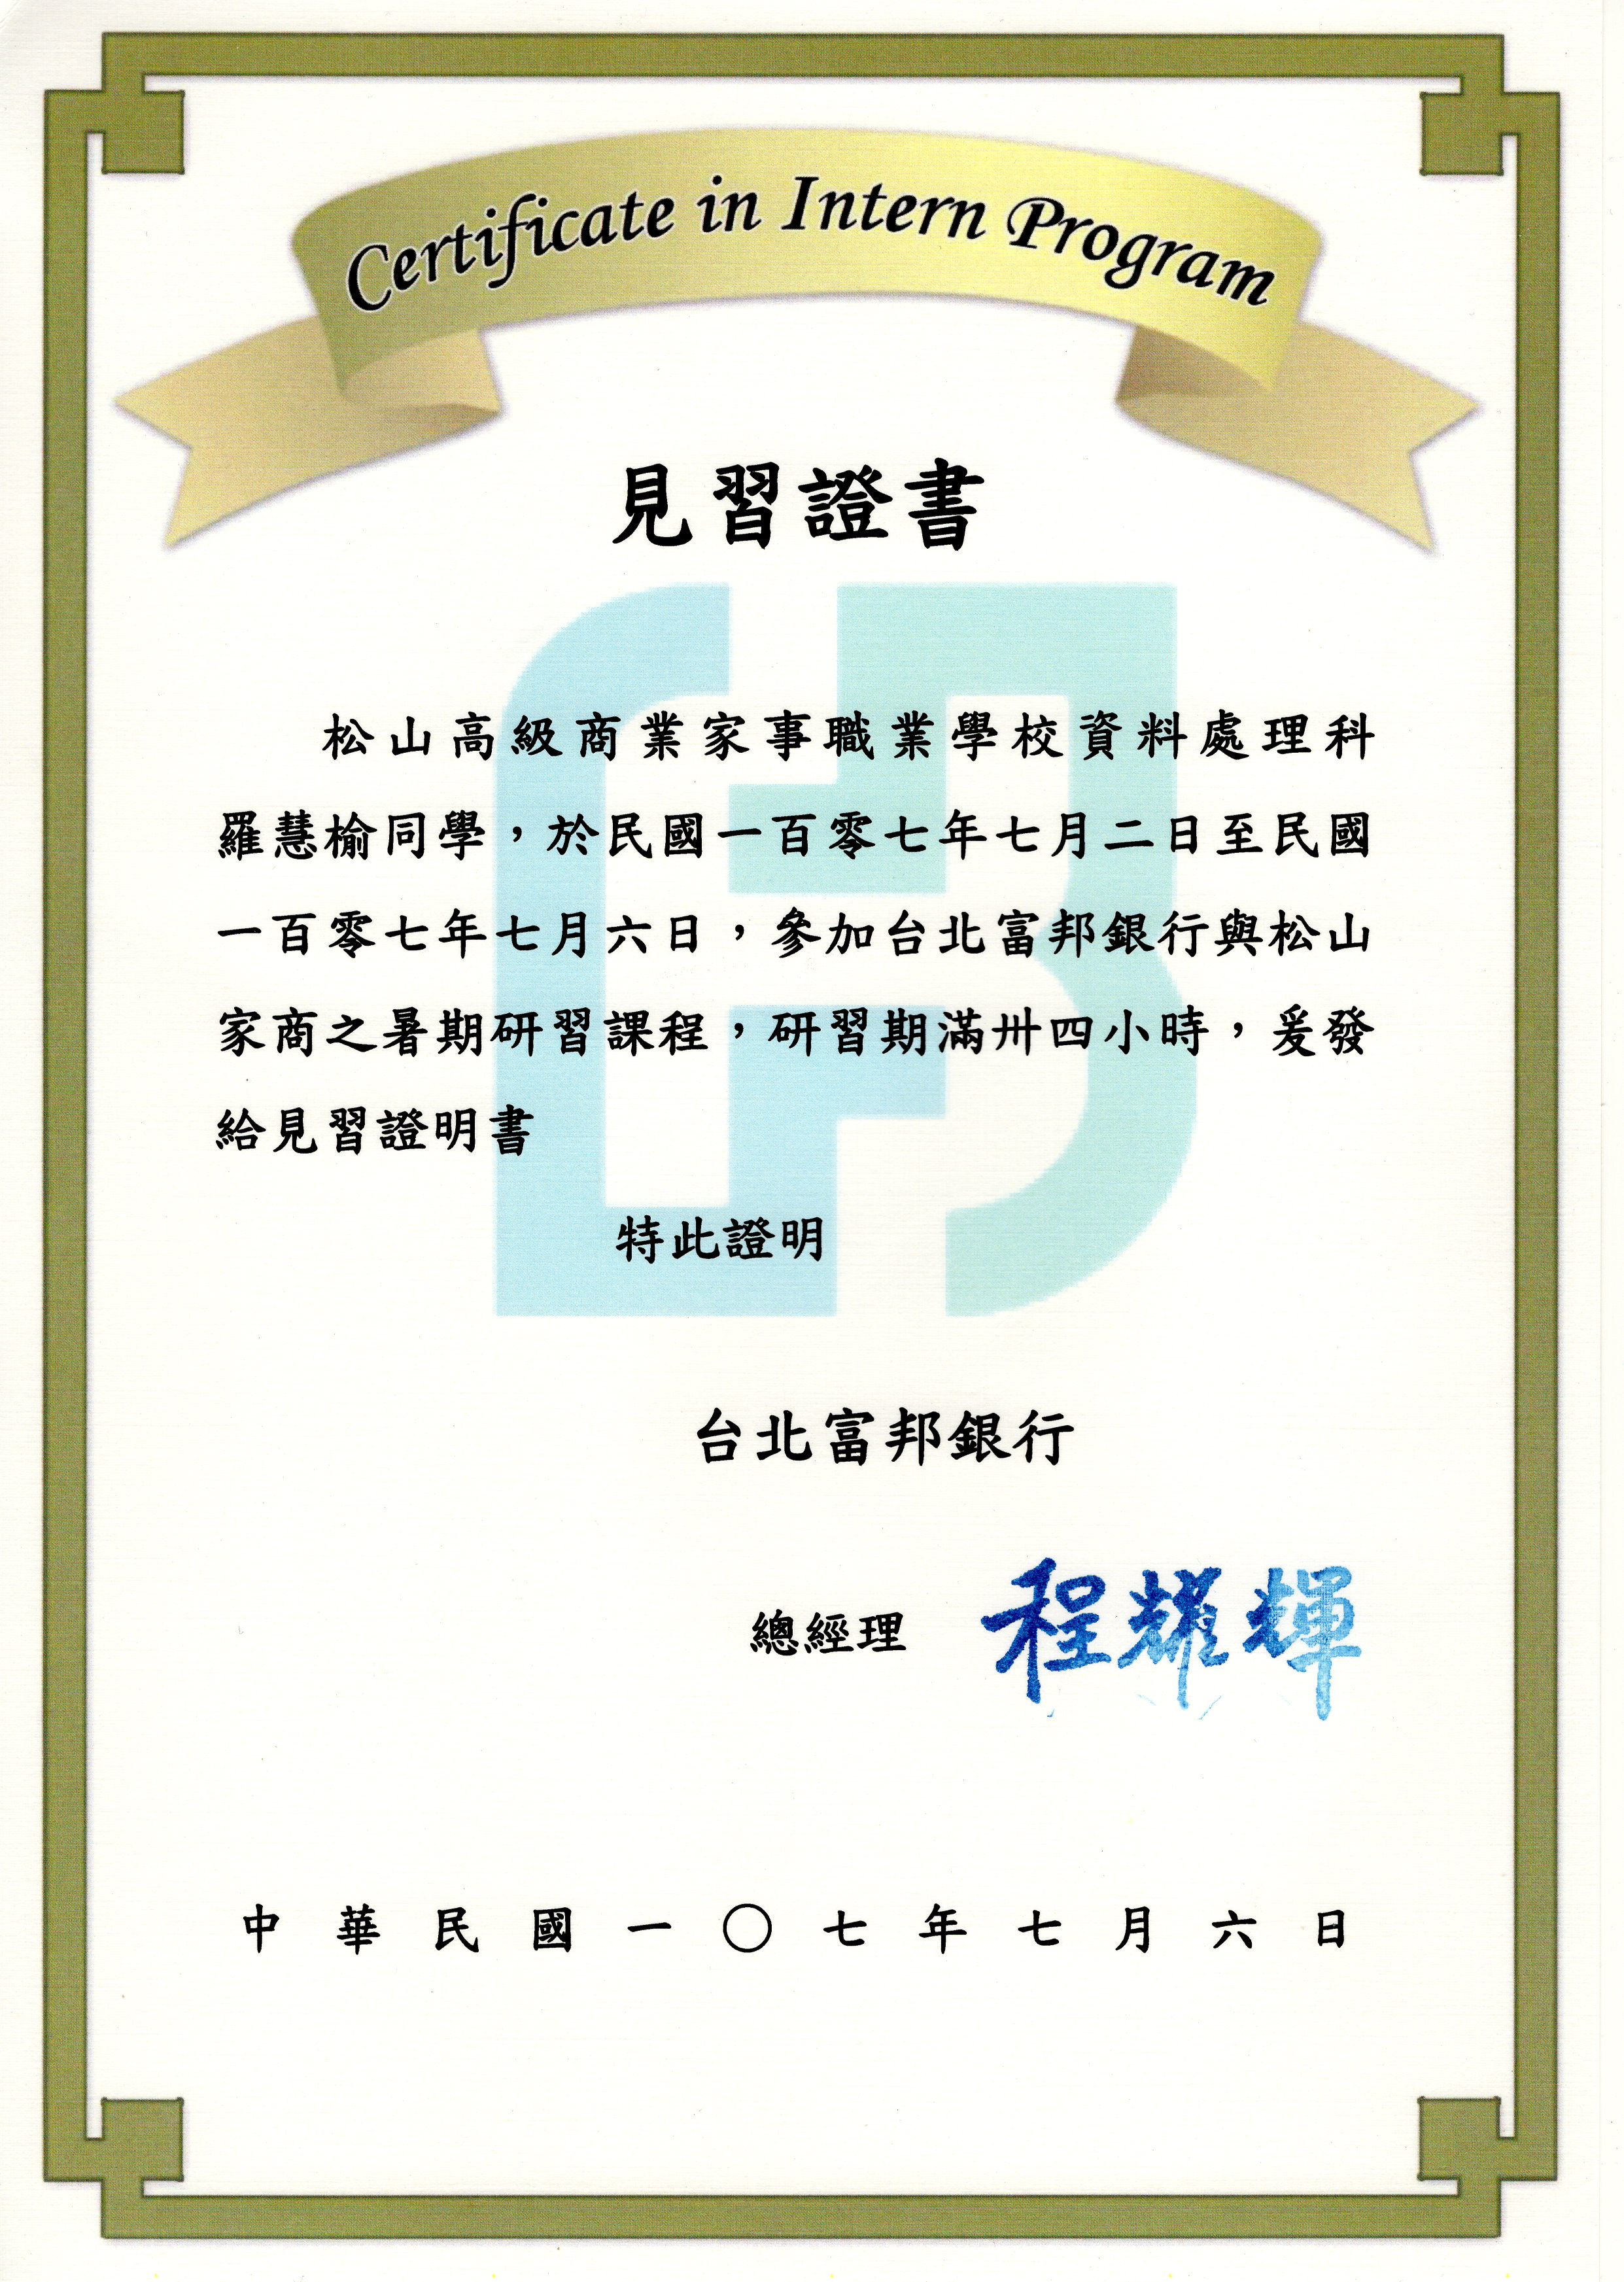 Certificate in Intern Program
見習證書
松山高級商業家事職業學校資料處理科
羅慧榆同學，於民國一百零七年七月二日至民國
一百零七年七月六日，參加台北富邦銀行與松山
家商之暑期研習課程，研習期滿卅四小時，爰發
給見習證明書
特此證明
台北富邦銀行
總經理 程耀輝
中華民國一〇七年七月六日